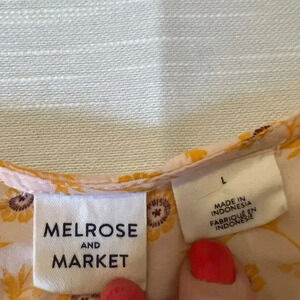 MELROSE
AND
MARKET
L
MADE IN
INDONESIA
FABRIQUÉ EN
INDONÉSIE